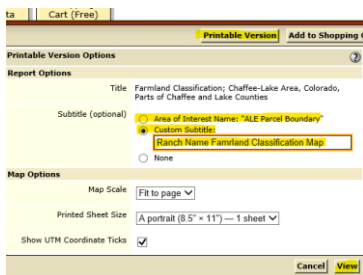 ta
Cart (Free)
Printable Version
Add to Shopping
Printable Version Options
Report Options
Title
Farmland Classification; Chaffee-Lake Area, Colorado,
Parts of Chaffee and Lake Counties
Subtitle (optional)
Area of Interest Name: "ALE Parcel Boundary"
Custom Subtitle:
Ranch Name Famrland Classification Map
None
Map Options
Map Scale
Fit to page
Printed Sheet Size
A portrait (8.5" × 11") — 1 sheet
Show UTM Coordinate Ticks
Cancel
View